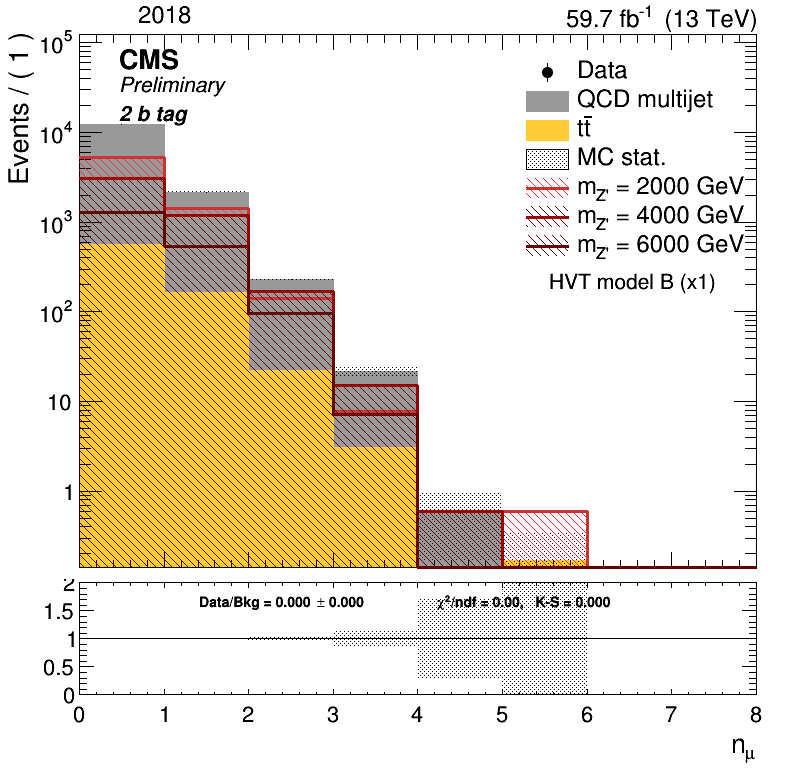 2018 59.7 fb⁻¹ (13 TeV)
Events / ( 1 )
CMS
Preliminary
2 b tag
Data
QCD multijet
tt̄
MC stat.
m_Z' = 2000 GeV
m_Z' = 4000 GeV
m_Z' = 6000 GeV
HVT model B (x1)
10⁵
10⁴
10³
10²
10
1
Data/Bkg = 0.000 ± 0.000 χ²/ndf = 0.00, K-S = 0.000
2
1.5
1
0.5
0
0 1 2 3 4 5 6 7 8
n_μ